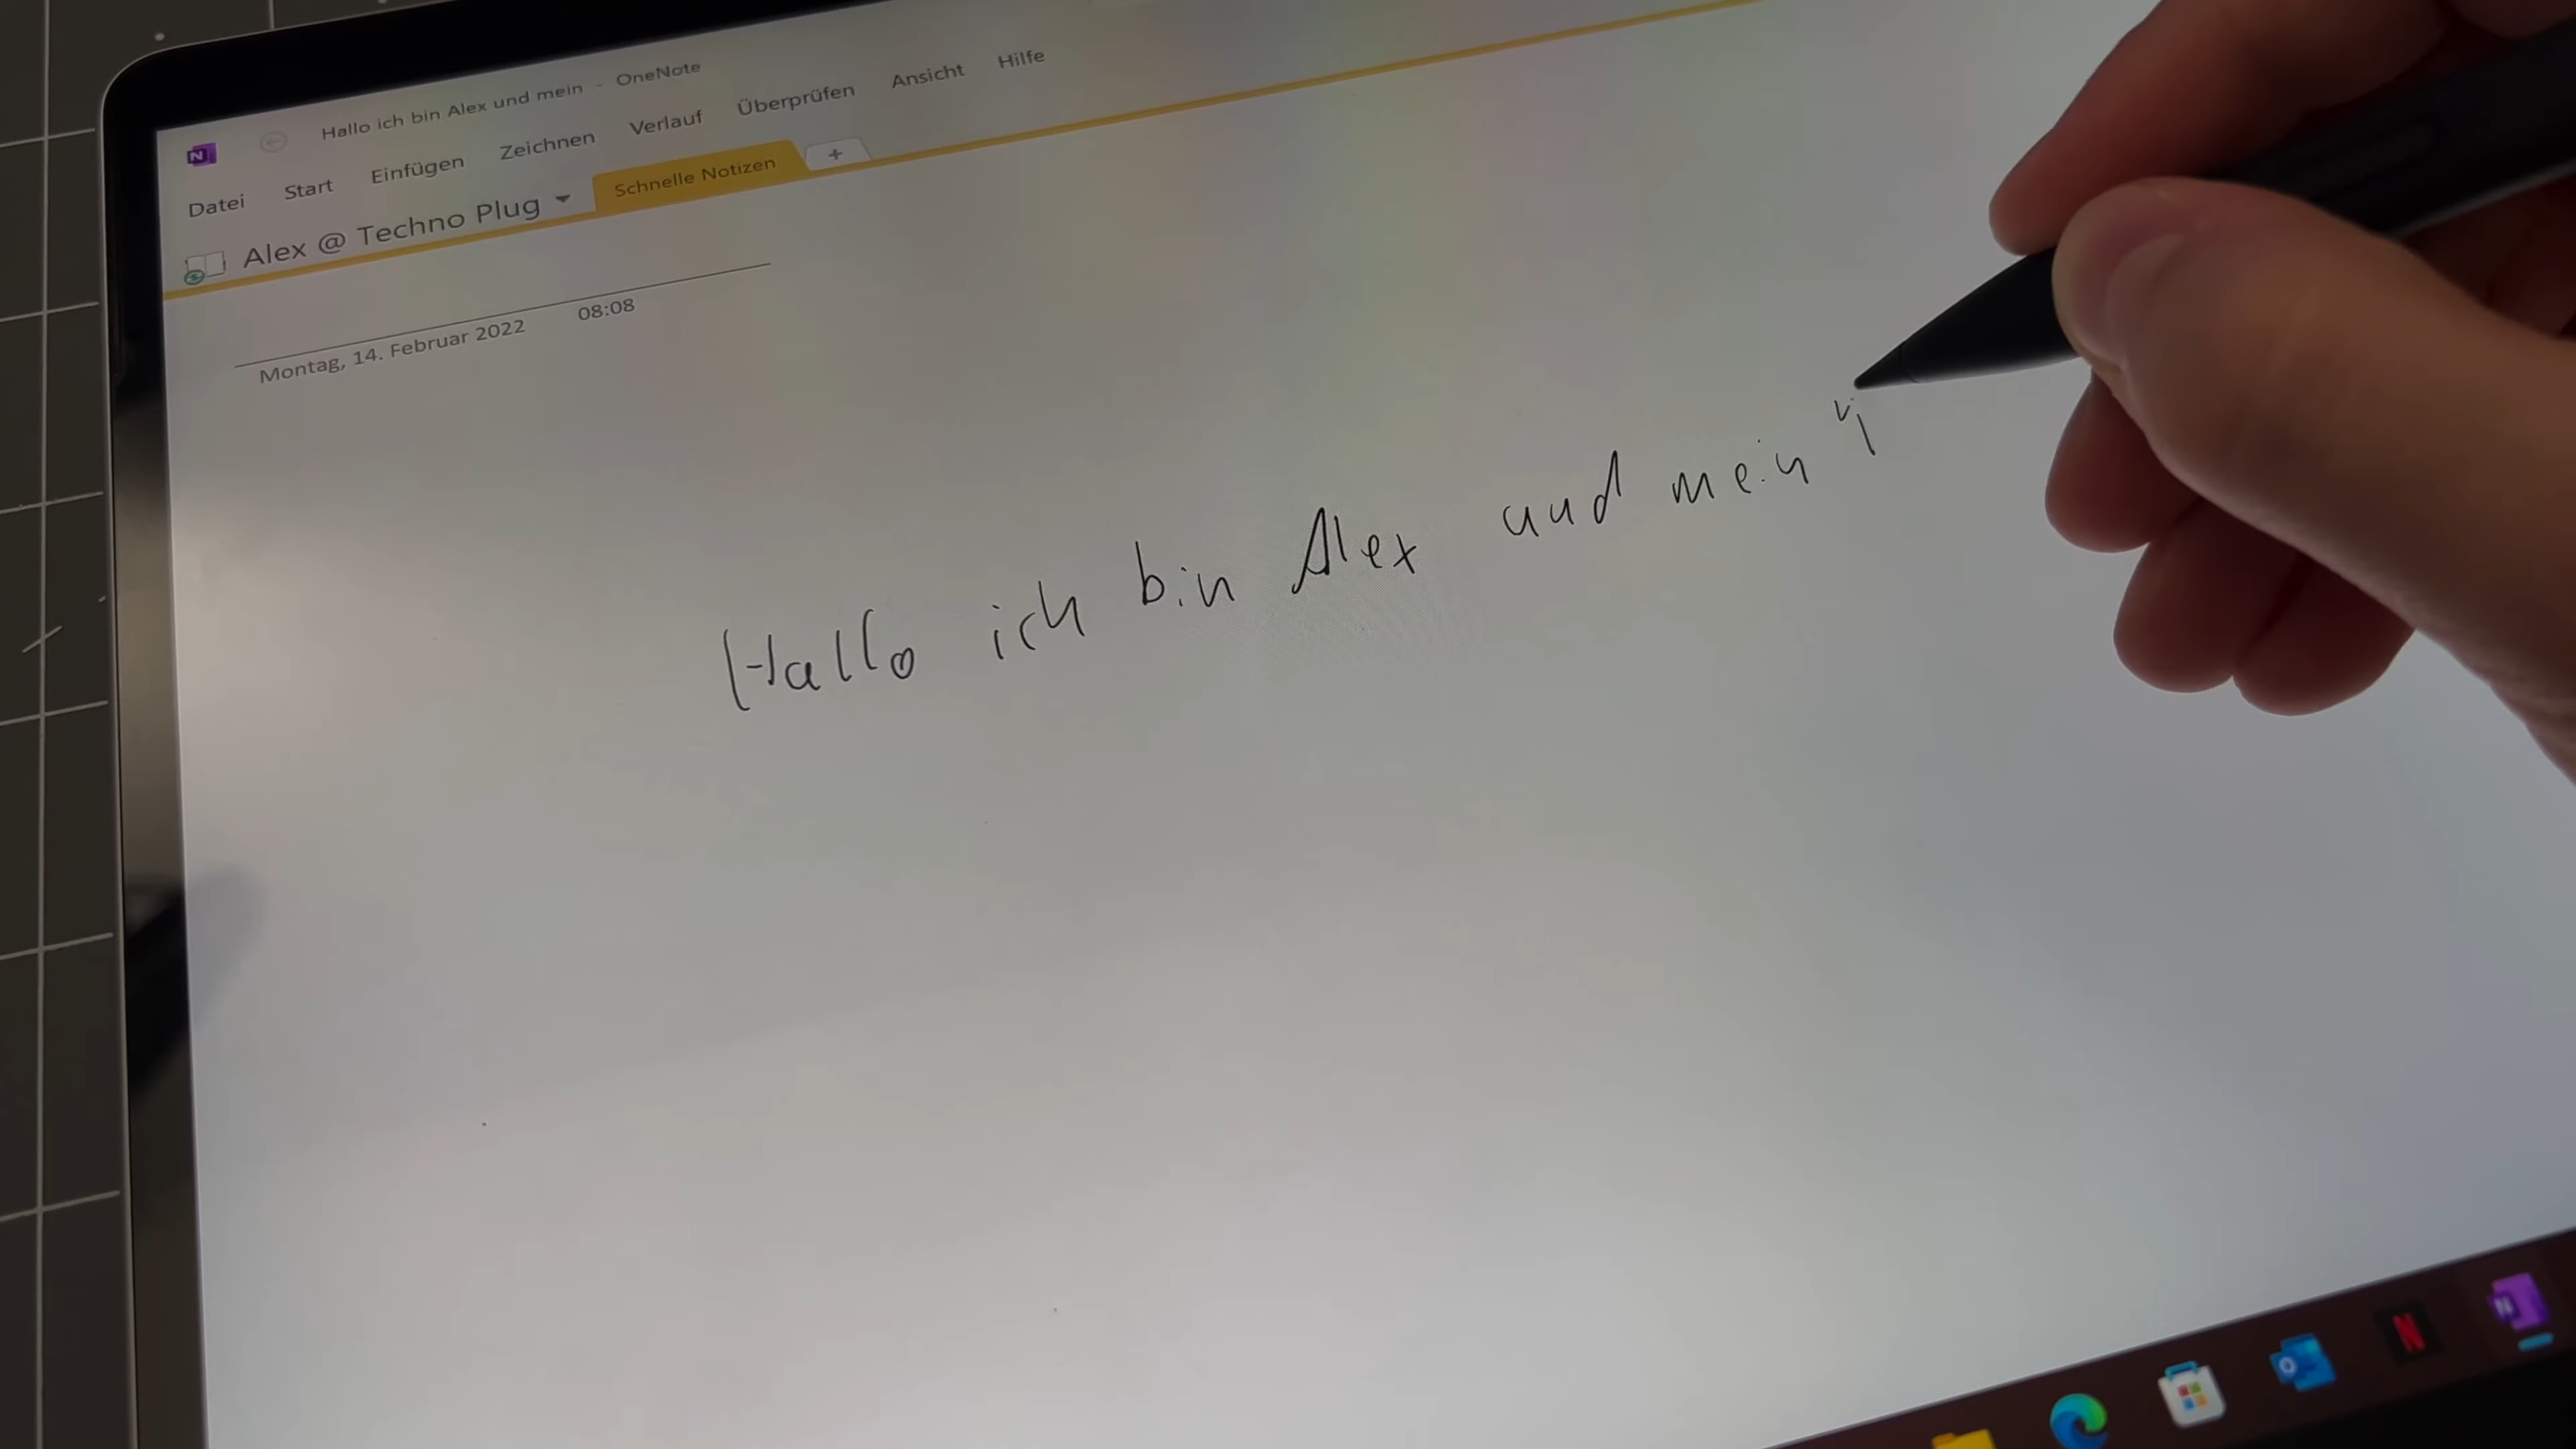 Hallo ich bin Alex und mein - OneNote
Datei Start Einfügen Zeichnen Verlauf Überprüfen Ansicht Hilfe
Alex @ Techno Plug Schnelle Notizen +
Montag, 14. Februar 2022 08:08
Hallo ich bin Alex und mein